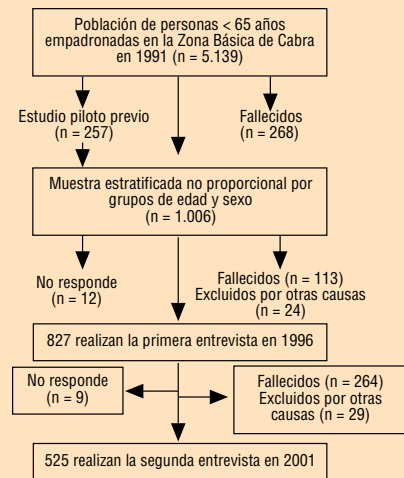 Población de personas < 65 años
empadronadas en la Zona Básica de Cabra
en 1991 (n = 5.139)
Estudio piloto previo
(n = 257)
Fallecidos
(n = 268)
Muestra estratificada no proporcional por
grupos de edad y sexo
(n = 1.006)
No responde
(n = 12)
Fallecidos (n = 113)
Excluidos por otras causas
(n = 24)
827 realizan la primera entrevista en 1996
No responde
(n = 9)
Fallecidos (n = 264)
Excluidos por otras
causas (n = 29)
525 realizan la segunda entrevista en 2001